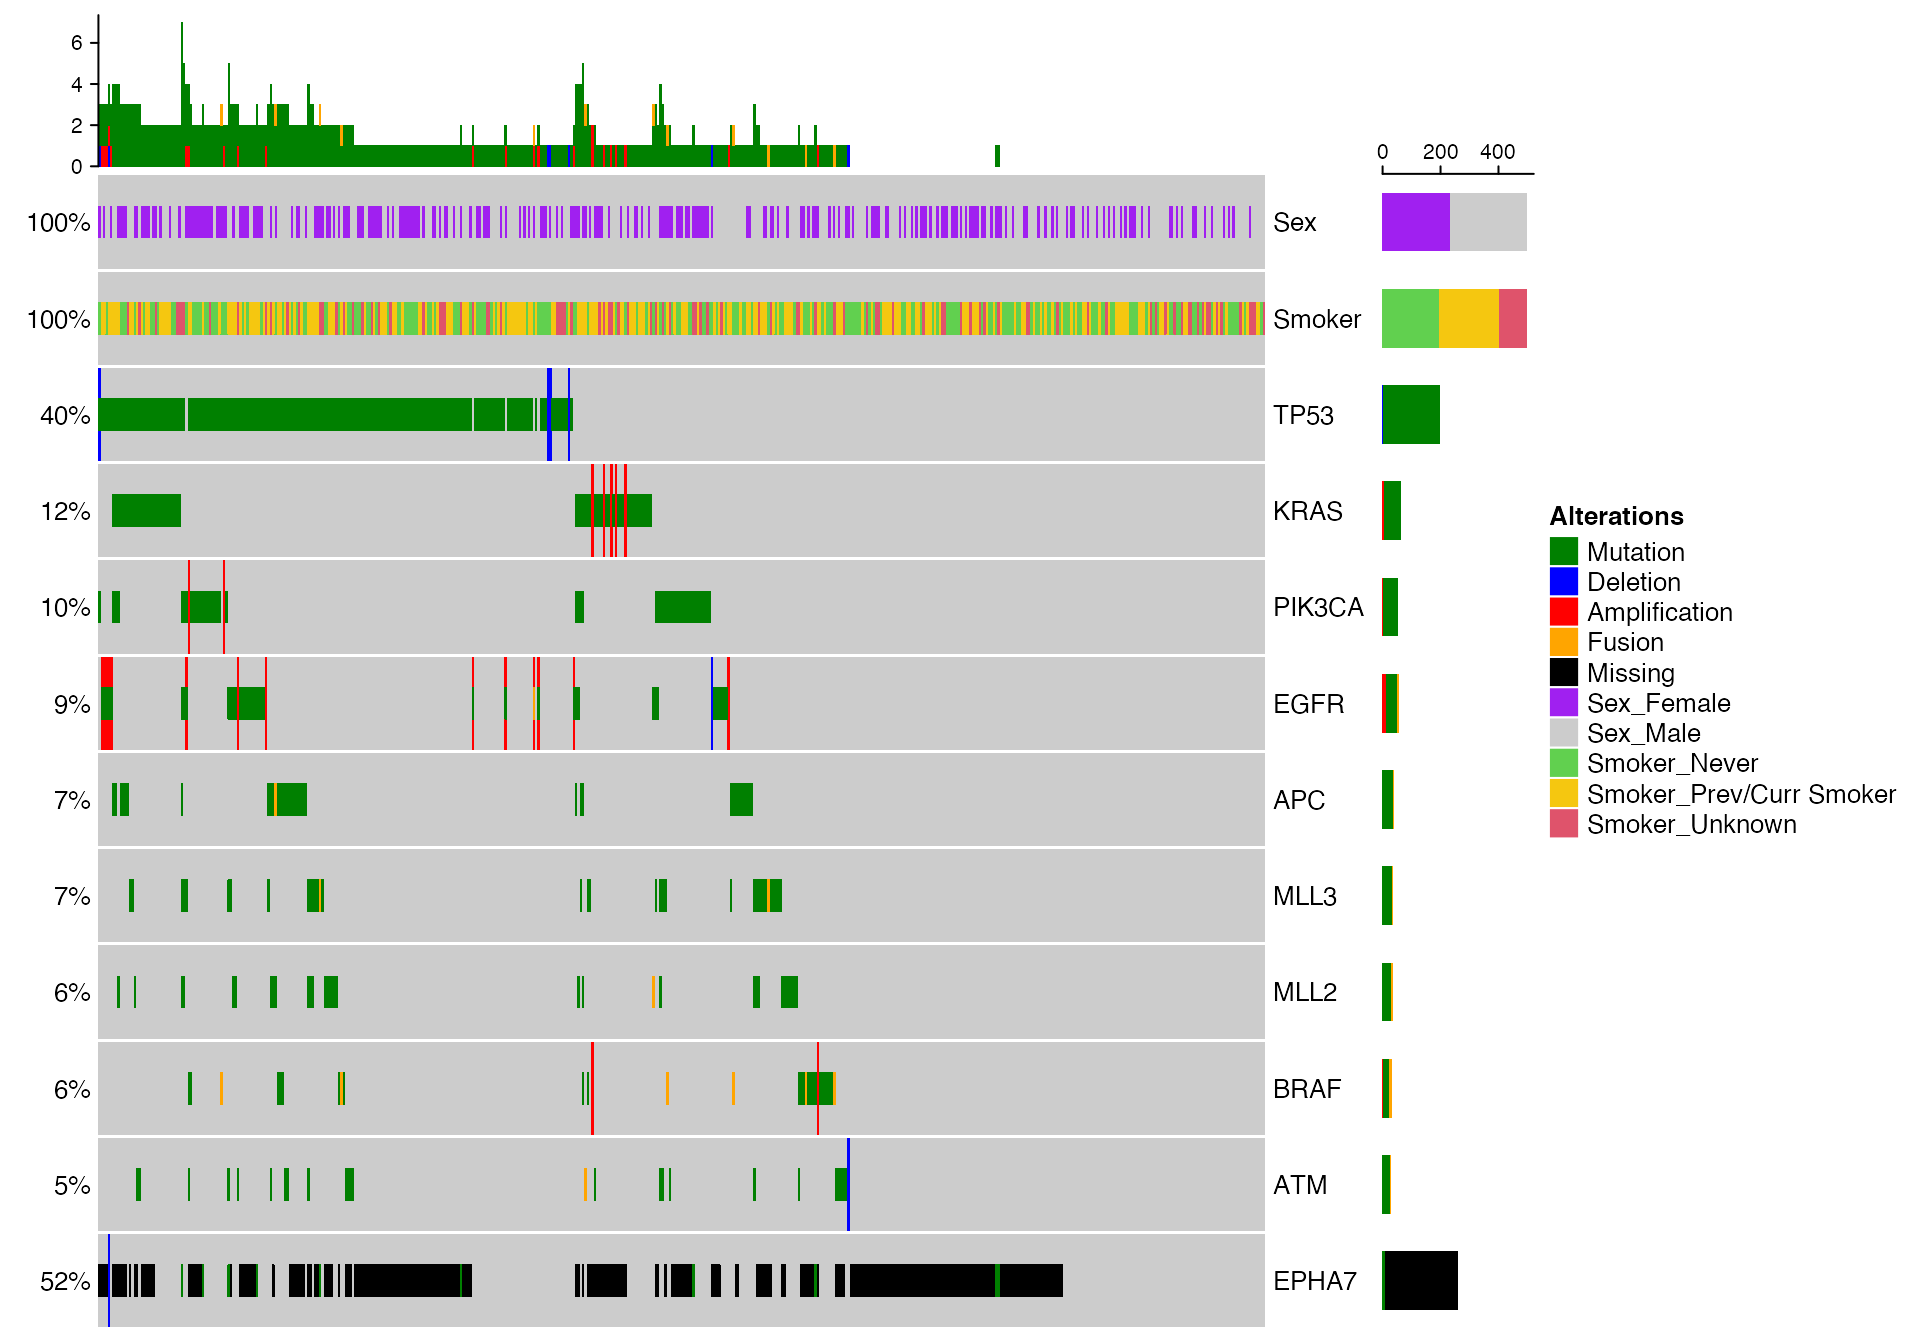 6
4
2
0
0 200 400
100% Sex
100% Smoker
40% TP53
12% KRAS
10% PIK3CA
9% EGFR
7% APC
7% MLL3
6% MLL2
6% BRAF
5% ATM
52% EPHA7
Alterations
Mutation
Deletion
Amplification
Fusion
Missing
Sex_Female
Sex_Male
Smoker_Never
Smoker_Prev/Curr Smoker
Smoker_Unknown